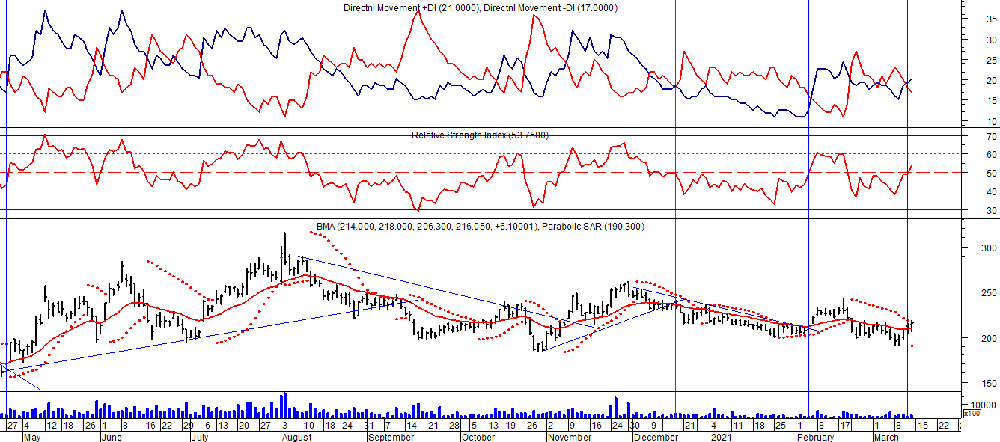 Directnl Movement +DI (21.0000), Directnl Movement -DI (17.0000)
35
30
25
20
15
10
Relative Strength Index (53.7500)
70
60
50
40
30
BMA (214.000, 218.000, 206.300, 216.050, +6.10001), Parabolic SAR (190.300)
300
250
200
150
10000
x100
27 4 12 18 26 1 8 16 22 29 6 13 20 27 3 10 18 24 31 7 14 21 28 5 13 19 26 2 9 16 24 30 9 21 4 11 18 25 1 8 17 1 8 15 22
May June July August September October November December 2021 February March